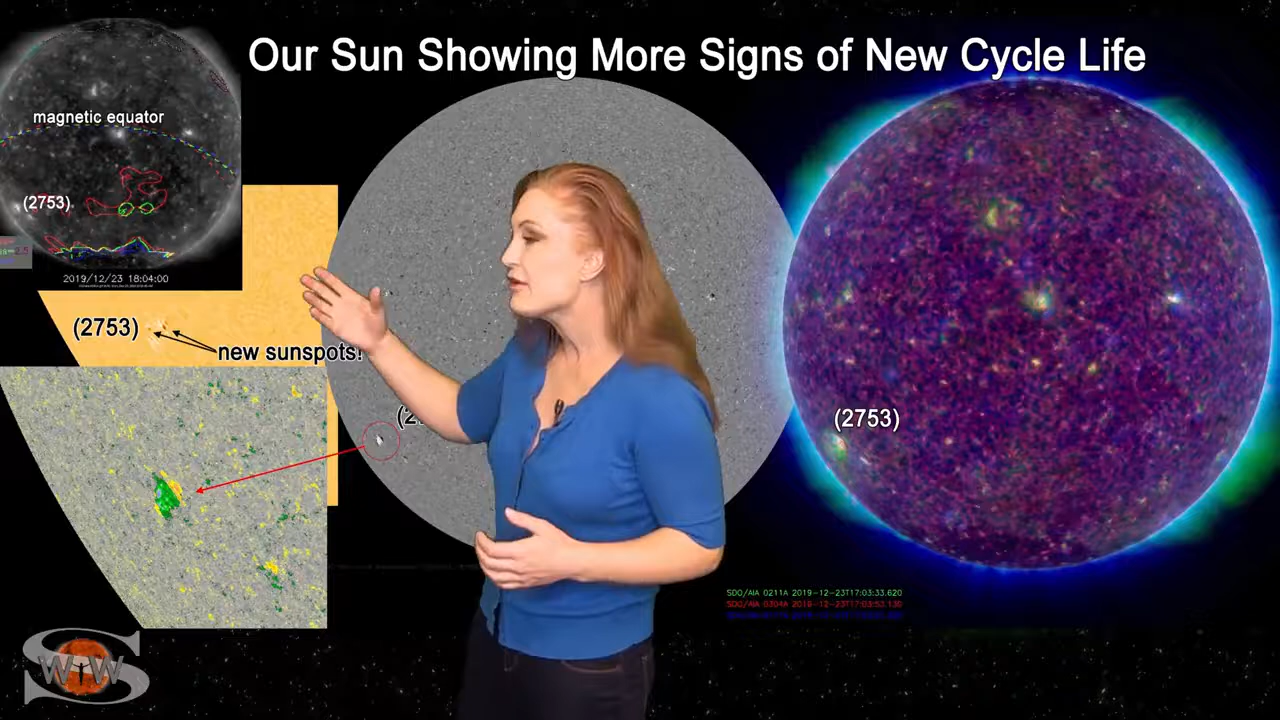 Our Sun Showing More Signs of New Cycle Life
magnetic equator
(2753)
2019/12/23 18:04:00
(2753)
new sunspots!
(2
(2753)
SDO/AIA 0211A 2019-12-23T17:03:33.620
SDO/AIA 0304A 2019-12-23T17:03:53.130
S
WTW